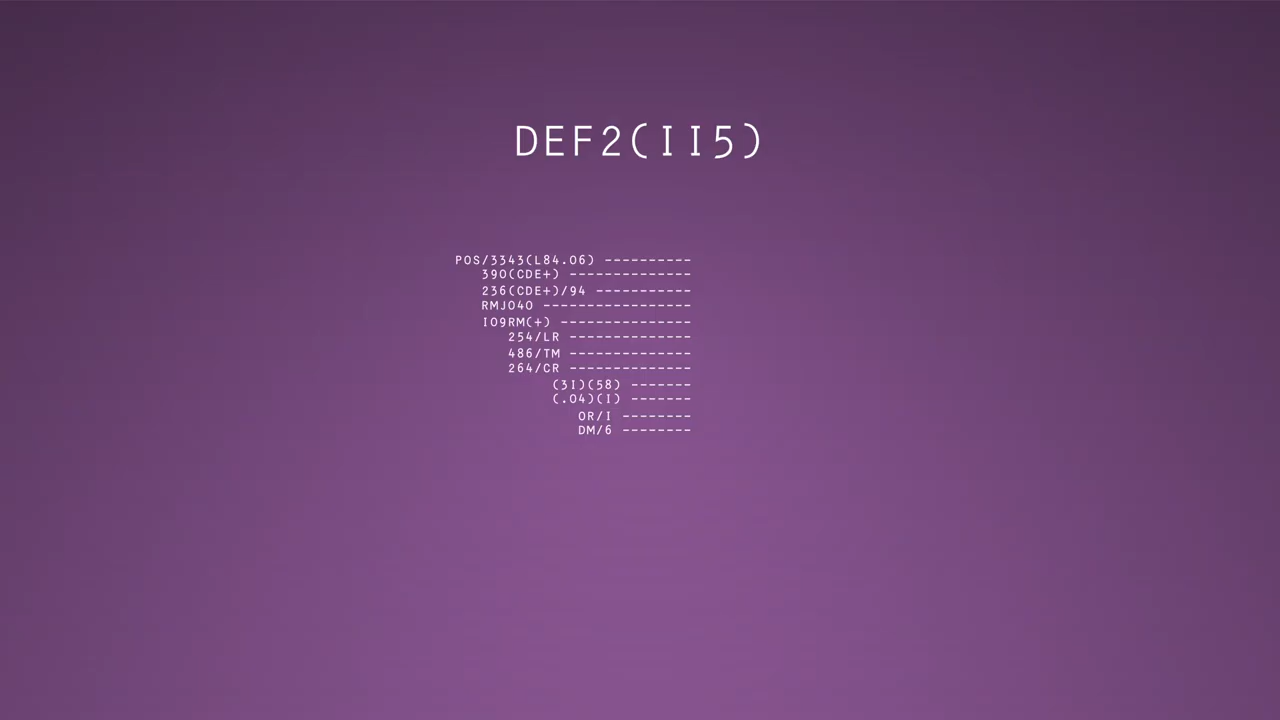 DEF2(II5)
POS/3343(L84.06) ----------
390(CDE+) --------------
236(CDE+)/94 -----------
RMJ040 -----------------
I09RM(+) ---------------
254/LR --------------
486/TM --------------
264/CR --------------
(3I)(58) -------
(.04)(I) -------
OR/I --------
DM/6 --------